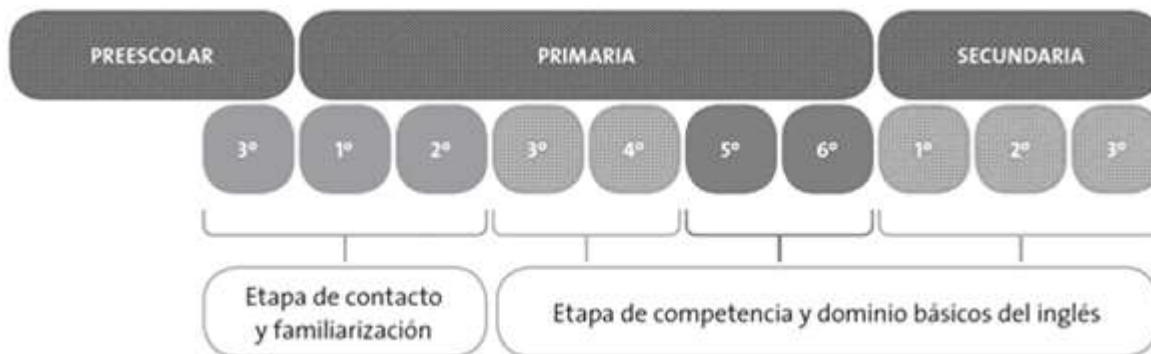 PREESCOLAR PRIMARIA SECUNDARIA
3º 1º 2º 3º 4º 5º 6º 1º 2º 3º
Etapa de contacto
y familiarización
Etapa de competencia y dominio básicos del inglés